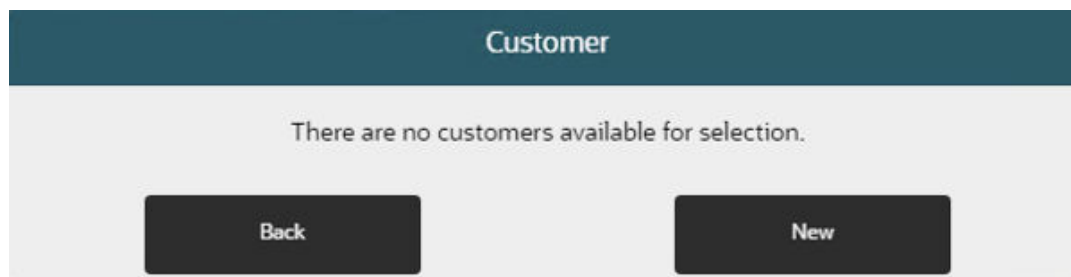 Customer
There are no customers available for selection.
Back New